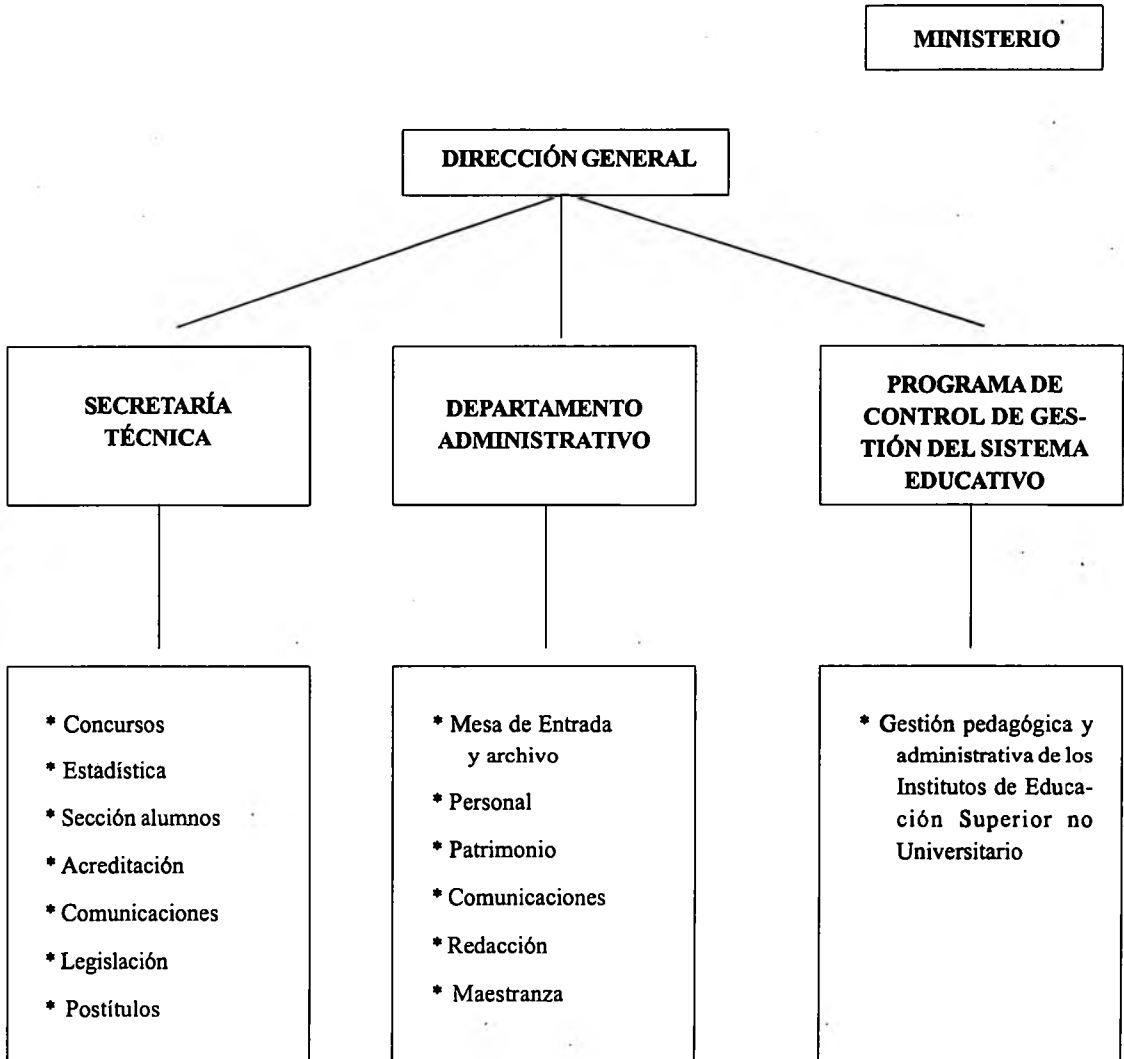 MINISTERIO
DIRECCIÓN GENERAL
SECRETARÍA
TÉCNICA
DEPARTAMENTO
ADMINISTRATIVO
PROGRAMA DE
CONTROL DE GES-
TIÓN DEL SISTEMA
EDUCATIVO
* Concursos
* Estadística
* Sección alumnos
* Acreditación
* Comunicaciones
* Legislación
* Postítulos
* Mesa de Entrada
y archivo
* Personal
* Patrimonio
* Comunicaciones
* Redacción
* Maestranza
* Gestión pedagógica y
administrativa de los
Institutos de Educa-
ción Superior no
Universitario